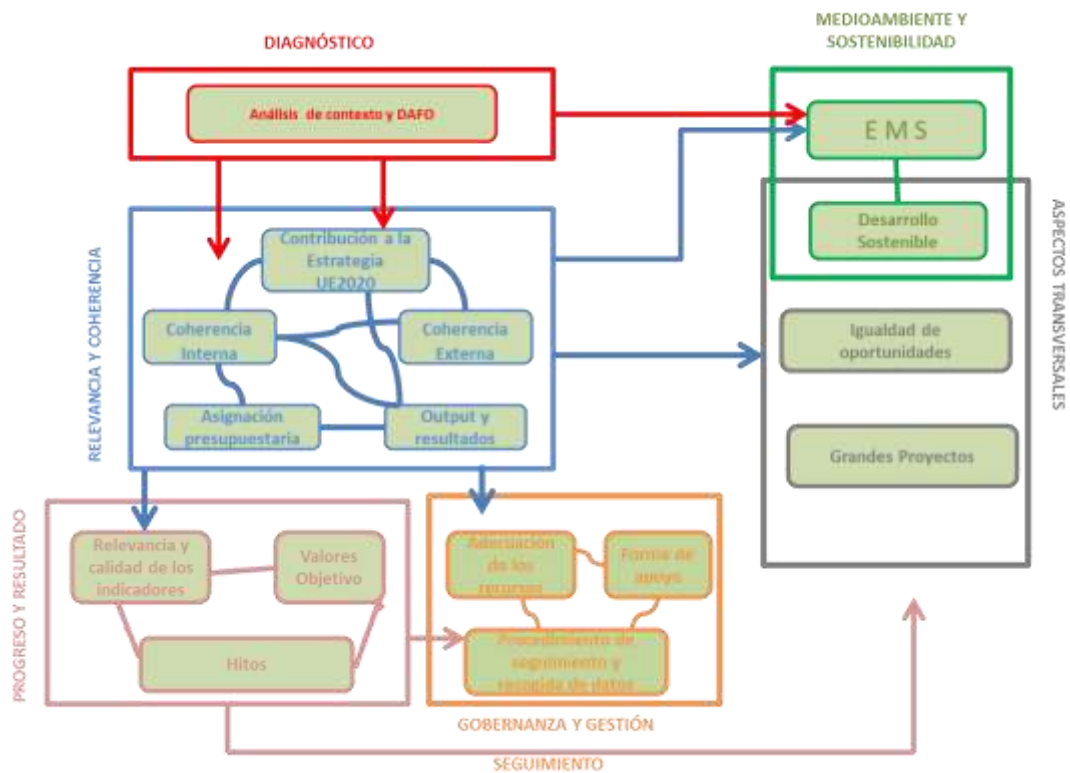 MEDIOAMBIENTE Y
SOSTENIBILIDAD
DIAGNÓSTICO
Análisis de contexto y DAFO
E M S
Desarrollo
Sostenible
ASPECTOS TRANSVERSALES
Igualdad de
oportunidades
Grandes Proyectos
RELEVANCIA Y COHERENCIA
Contribución a la
Estrategia
UE2020
Coherencia
Interna
Coherencia
Externa
Asignación
presupuestaria
Output y
resultados
PROGRESO Y RESULTADO
Relevancia y
calidad de los
indicadores
Valores
Objetivo
Hitos
Adecuación
de los
recursos
Forma de
apoyo
Procedimiento de
seguimiento y
recogida de datos
GOBERNANZA Y GESTIÓN
SEGUIMIENTO